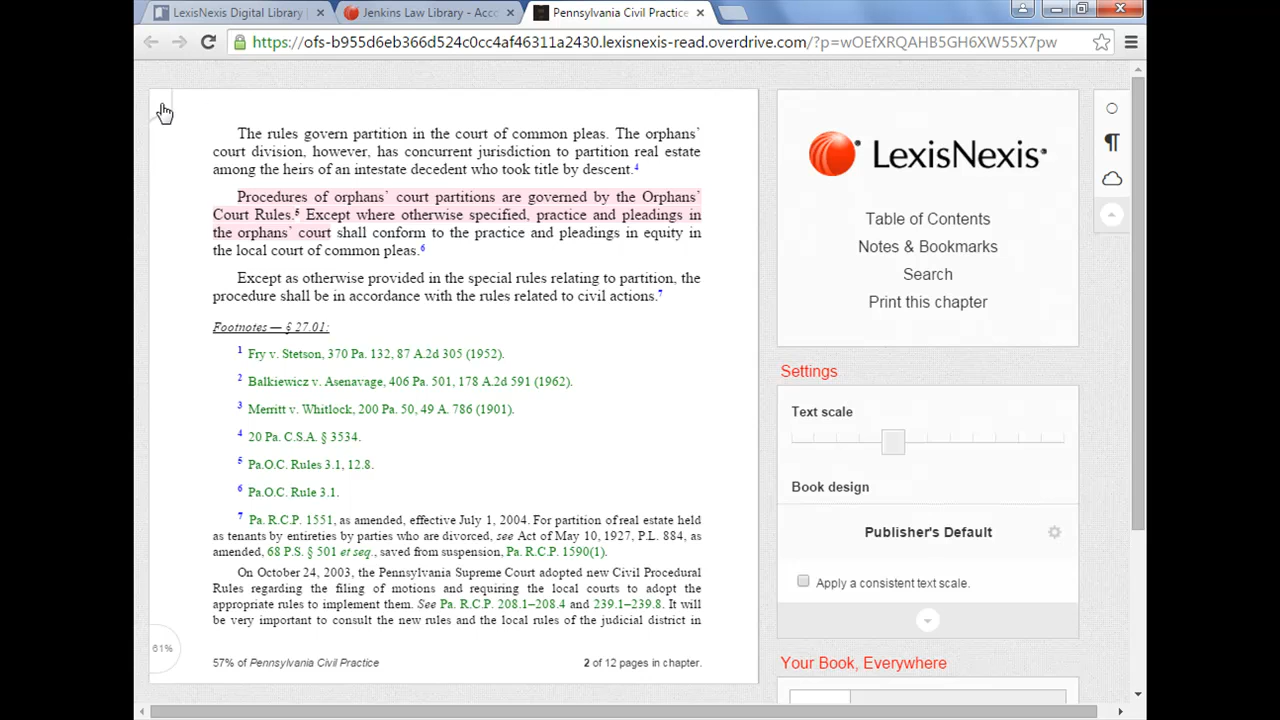 LexisNexis Digital Library
Jenkins Law Library - Acco
Pennsylvania Civil Practice
https://ofs-b955d6eb366d524c0cc4af46311a2430.lexisnexis-read.overdrive.com/?p=wOEfXRQAHB5GH6XW55X7pw
The rules govern partition in the court of common pleas. The orphans'
court division, however, has concurrent jurisdiction to partition real estate
among the heirs of an intestate decedent who took title by descent.4
Procedures of orphans' court partitions are governed by the Orphans'
Court Rules.5 Except where otherwise specified, practice and pleadings in
the orphans' court shall conform to the practice and pleadings in equity in
the local court of common pleas.6
Except as otherwise provided in the special rules relating to partition, the
procedure shall be in accordance with the rules related to civil actions.7
Footnotes — § 27.01:
1 Fry v. Stetson, 370 Pa. 132, 87 A.2d 305 (1952).
2 Balkiewicz v. Asenavage, 406 Pa. 501, 178 A.2d 591 (1962).
3 Merritt v. Whitlock, 200 Pa. 50, 49 A. 786 (1901).
4 20 Pa. C.S.A. § 3534.
5 Pa.O.C. Rules 3.1, 12.8.
6 Pa.O.C. Rule 3.1.
7 Pa. R.C.P. 1551, as amended, effective July 1, 2004. For partition of real estate held
as tenants by entireties by parties who are divorced, see Act of May 10, 1927, P.L. 884, as
amended, 68 P.S. § 501 et seq., saved from suspension, Pa. R.C.P. 1590(1).
On October 24, 2003, the Pennsylvania Supreme Court adopted new Civil Procedural
Rules regarding the filing of motions and requiring the local courts to adopt the
appropriate rules to implement them. See Pa. R.C.P. 208.1–208.4 and 239.1–239.8. It will
be very important to consult the new rules and the local rules of the judicial district in
61%
57% of Pennsylvania Civil Practice
2 of 12 pages in chapter.
LexisNexis®
Table of Contents
Notes & Bookmarks
Search
Print this chapter
Settings
Text scale
Book design
Publisher's Default
Apply a consistent text scale.
Your Book, Everywhere